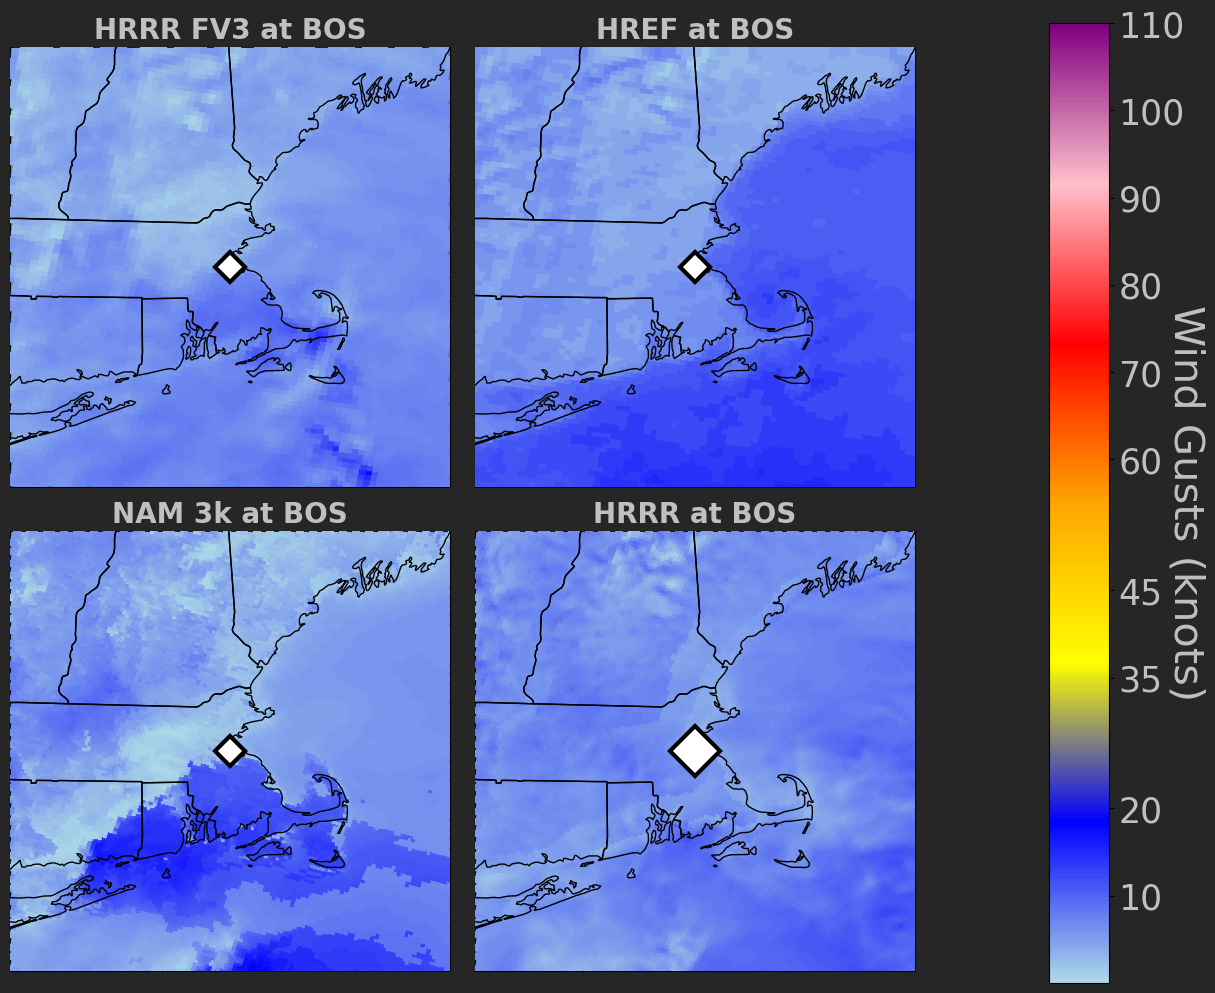 HRRR FV3 at BOS
HREF at BOS
NAM 3k at BOS
HRRR at BOS
110
100
90
80
70
60
45
35
20
10
Wind Gusts (knots)